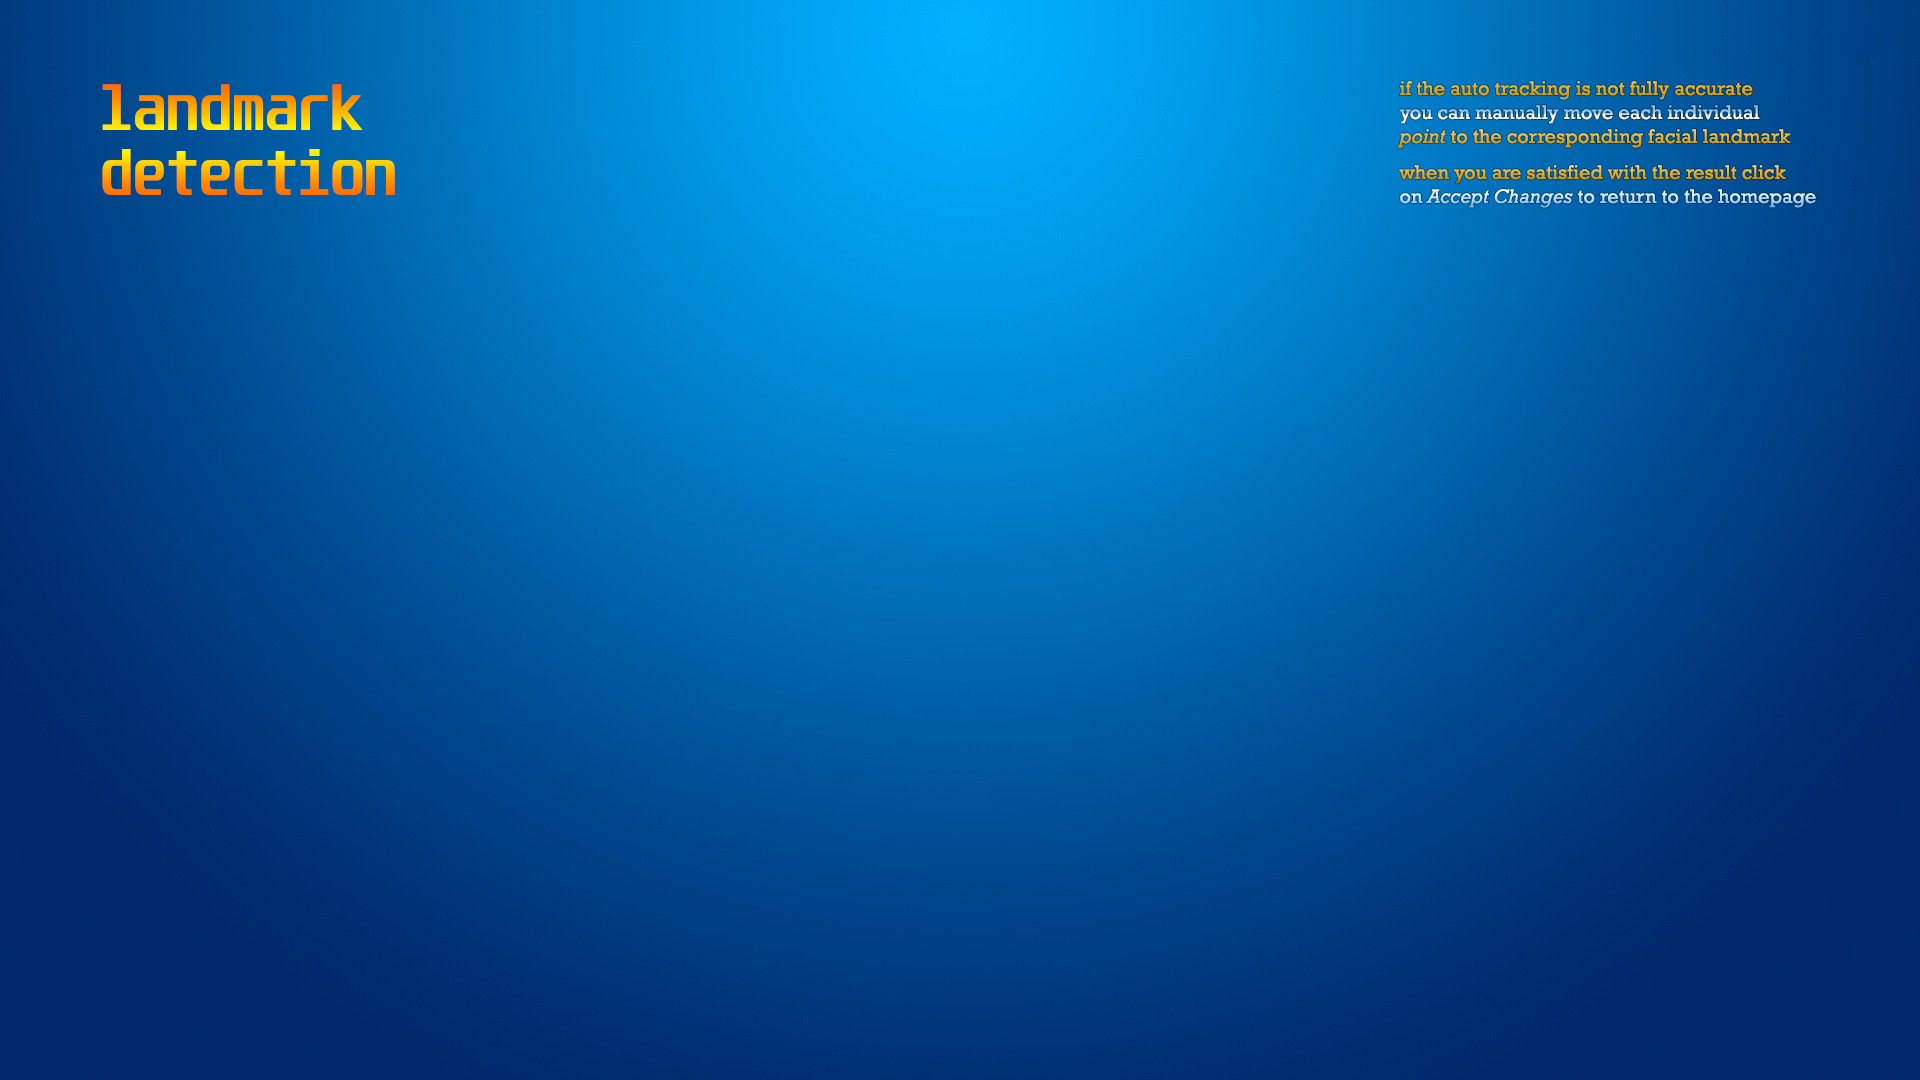 landmark
detection
if the auto tracking is not fully accurate
you can manually move each individual
point to the corresponding facial landmark
when you are satisfied with the result click
on Accept Changes to return to the homepage